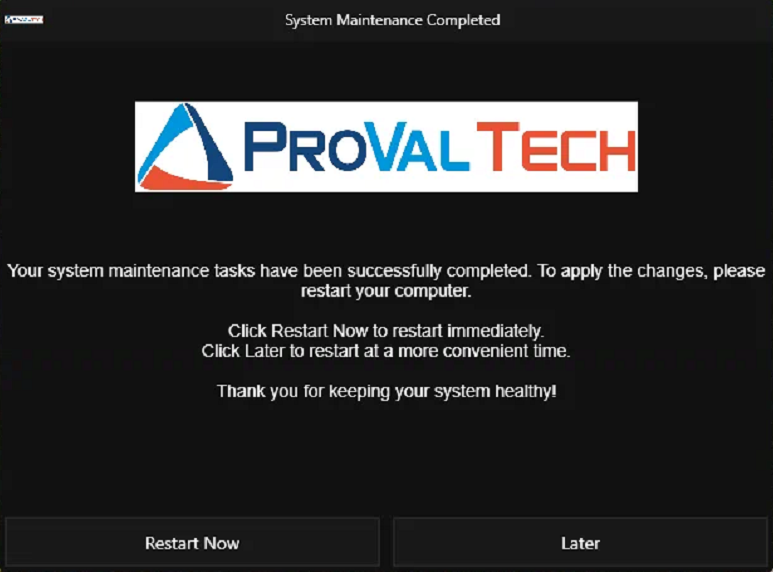 System Maintenance Completed
PROVAL TECH
Your system maintenance tasks have been successfully completed. To apply the changes, please
restart your computer.
Click Restart Now to restart immediately.
Click Later to restart at a more convenient time.
Thank you for keeping your system healthy!
Restart Now
Later